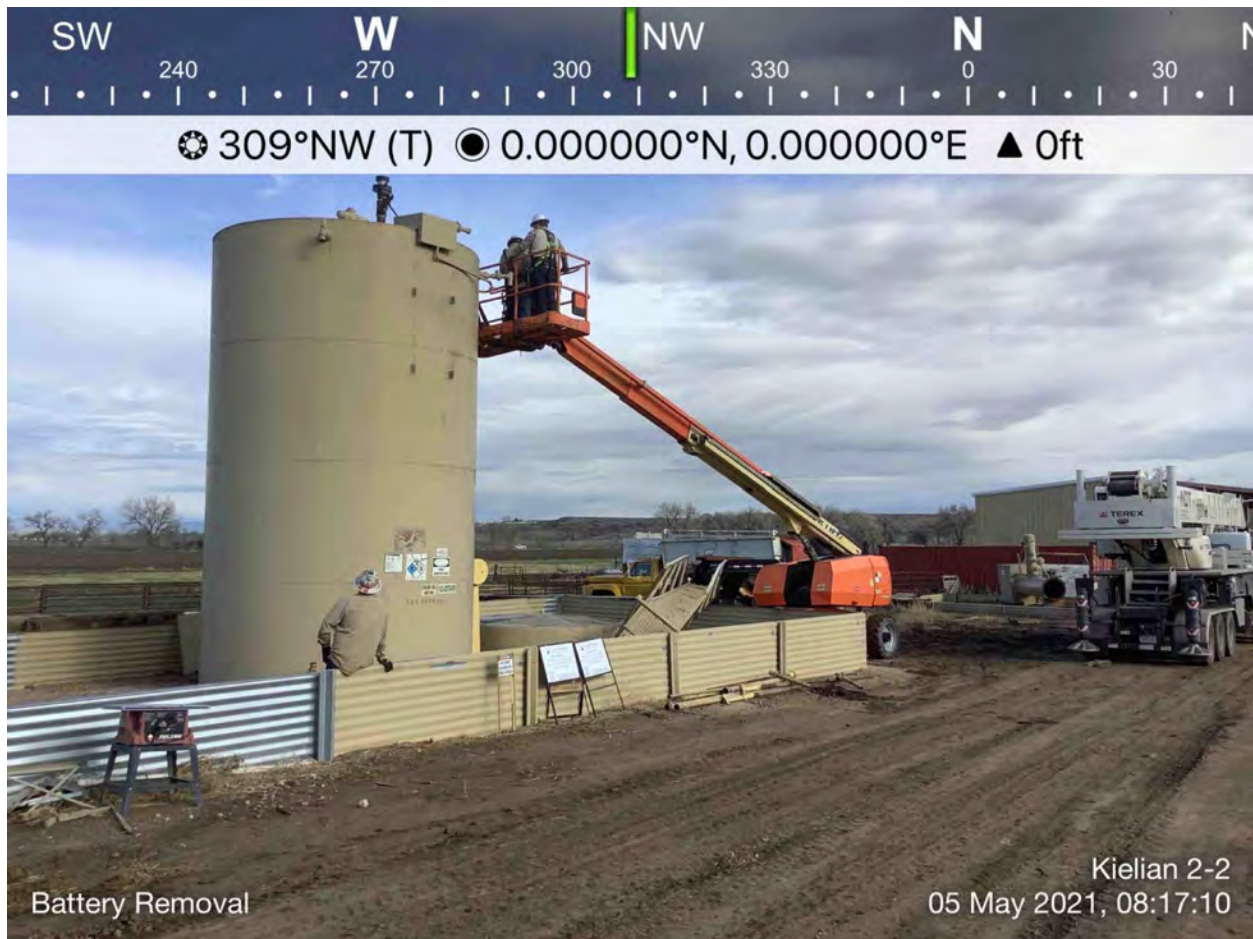 SW W NW N N
240 270 300 330 0 30
309°NW (T) 0.000000°N, 0.000000°E 0ft
TEREX
Kielian 2-2
Battery Removal
05 May 2021, 08:17:10